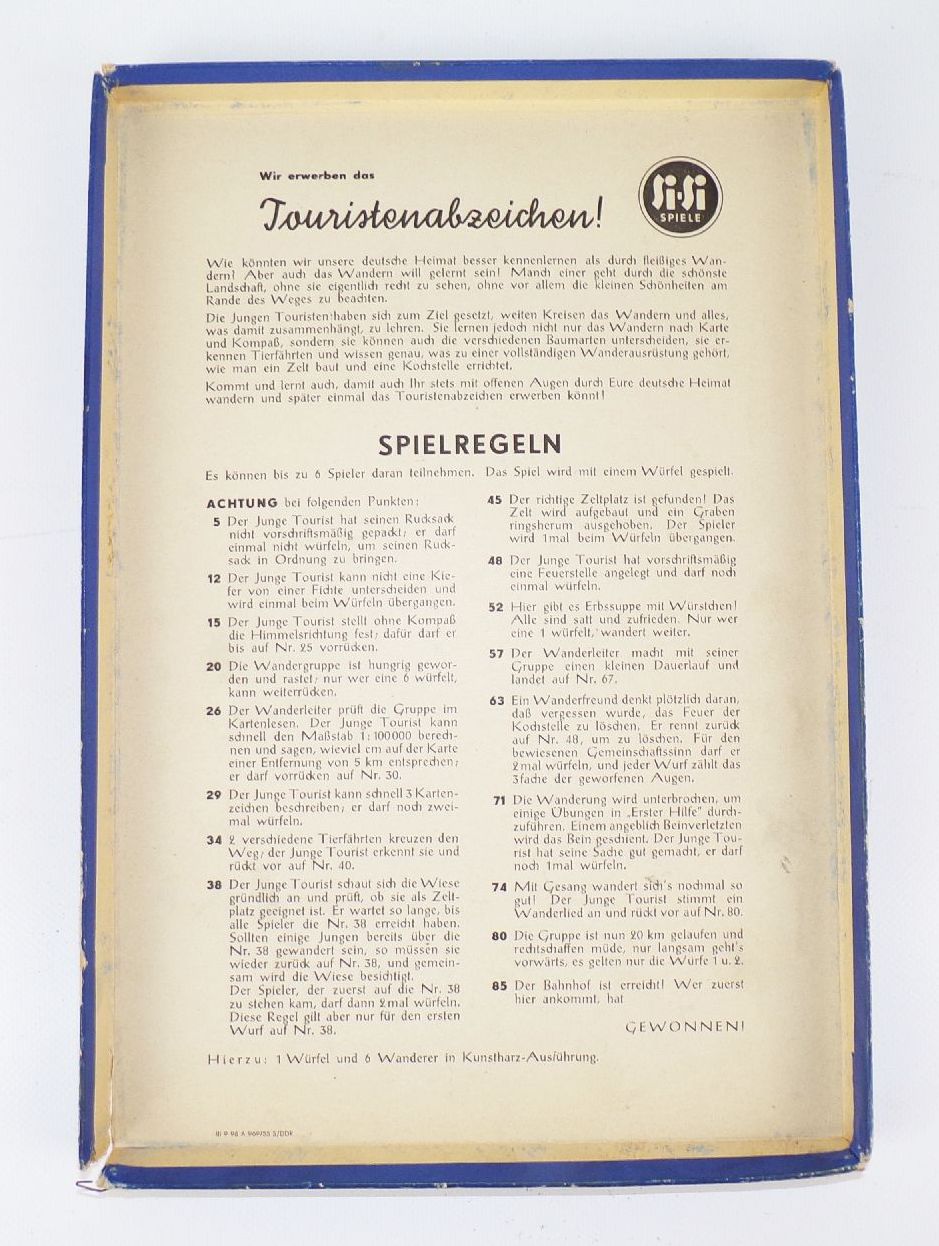 Wir erwerben das
Touristenabzeichen!
Si-Si
SPIELE
Wie könnten wir unsere deutsche Heimat besser kennenlernen als durch fleißiges Wan-
dern! Aber auch das Wandern will gelernt sein! Manch einer geht durch die schönste
Landschaft, ohne sie eigentlich recht zu sehen, ohne vor allem die kleinen Schönheiten am
Rande des Weges zu beachten.
Die Jungen Touristen haben sich zum Ziel gesetzt, weiten Kreisen das Wandern und alles,
was damit zusammenhängt, zu lehren. Sie lernen jedoch nicht nur das Wandern nach Karte
und Kompaß, sondern sie können auch die verschiedenen Baumarten unterscheiden, sie er-
kennen Tierfährten und wissen genau, was zu einer vollständigen Wanderausrüstung gehört,
wie man ein Zelt baut und eine Kochstelle errichtet.
Kommt und lernt auch, damit auch Ihr stets mit offenen Augen durch Eure deutsche Heimat
wandern und später einmal das Touristenabzeichen erwerben könnt!
SPIELREGELN
Es können bis zu 6 Spieler daran teilnehmen. Das Spiel wird mit einem Würfel gespielt.
ACHTUNG bei folgenden Punkten:
5 Der Junge Tourist hat seinen Rucksack
nicht vorschriftsmäßig gepackt; er darf
einmal nicht würfeln, um seinen Ruck-
sack in Ordnung zu bringen.
12 Der Junge Tourist kann nicht eine Kie-
fer von einer Fichte unterscheiden und
wird einmal beim Würfeln übergangen.
15 Der Junge Tourist stellt ohne Kompaß
die Himmelsrichtung fest; dafür darf er
bis auf Nr. 25 vorrücken.
20 Die Wandergruppe ist hungrig gewor-
den und rastet; nur wer eine 6 würfelt,
kann weiterrücken.
26 Der Wanderleiter prüft die Gruppe im
Kartenlesen. Der Junge Tourist kann
schnell den Maßstab 1:100000 berech-
nen und sagen, wieviel cm auf der Karte
einer Entfernung von 5 km entsprechen;
er darf vorrücken auf Nr. 30.
29 Der Junge Tourist kann schnell 3 Karten-
zeichen beschreiben; er darf noch zwei-
mal würfeln.
34 2 verschiedene Tierfährten kreuzen den
Weg; der Junge Tourist erkennt sie und
rückt vor auf Nr. 40.
38 Der Junge Tourist schaut sich die Wiese
gründlich an und prüft, ob sie als Zelt-
platz geeignet ist. Er wartet so lange, bis
alle Spieler die Nr. 38 erreicht haben.
Sollten einige Jungen bereits über die
Nr. 38 gewandert sein, so müssen sie
wieder zurück auf Nr. 38, und gemein-
sam wird die Wiese besichtigt.
Der Spieler, der zuerst auf die Nr. 38
zu stehen kam, darf dann 2mal würfeln.
Diese Regel gilt aber nur für den ersten
Wurf auf Nr. 38.
45 Der richtige Zeltplatz ist gefunden! Das
Zelt wird aufgebaut und ein Graben
ringsherum ausgehoben. Der Spieler
wird 1mal beim Würfeln übergangen.
48 Der Junge Tourist hat vorschriftsmäßig
eine Feuerstelle angelegt und darf noch
einmal würfeln.
52 Hier gibt es Erbssuppe mit Würstchen!
Alle sind satt und zufrieden. Nur wer
eine 1 würfelt, wandert weiter.
57 Der Wanderleiter macht mit seiner
Gruppe einen kleinen Dauerlauf und
landet auf Nr. 67.
63 Ein Wanderfreund denkt plötzlich daran,
daß vergessen wurde, das Feuer der
Kochstelle zu löschen. Er rennt zurück
auf Nr. 48, um zu löschen. Für den
bewiesenen Gemeinschaftssinn darf er
2mal würfeln, und jeder Wurf zählt das
3fache der geworfenen Augen.
71 Die Wanderung wird unterbrochen, um
einige Übungen in „Erster Hilfe" durch-
zuführen. Einem angeblich Beinverletzten
wird das Bein geschient. Der Junge Tou-
rist hat seine Sache gut gemacht, er darf
noch 1mal würfeln.
74 Mit Gesang wandert sich's nochmal so
gut! Der Junge Tourist stimmt ein
Wanderlied an und rückt vor auf Nr. 80.
80 Die Gruppe ist nun 20 km gelaufen und
rechtschaffen müde, nur langsam geht's
vorwärts, es gelten nur die Würfe 1 u. 2.
85 Der Bahnhof ist erreicht! Wer zuerst
hier ankommt, hat
GEWONNEN!
Hierzu: 1 Würfel und 6 Wanderer in Kunstharz-Ausführung.
98 A 969/55 S/DDR